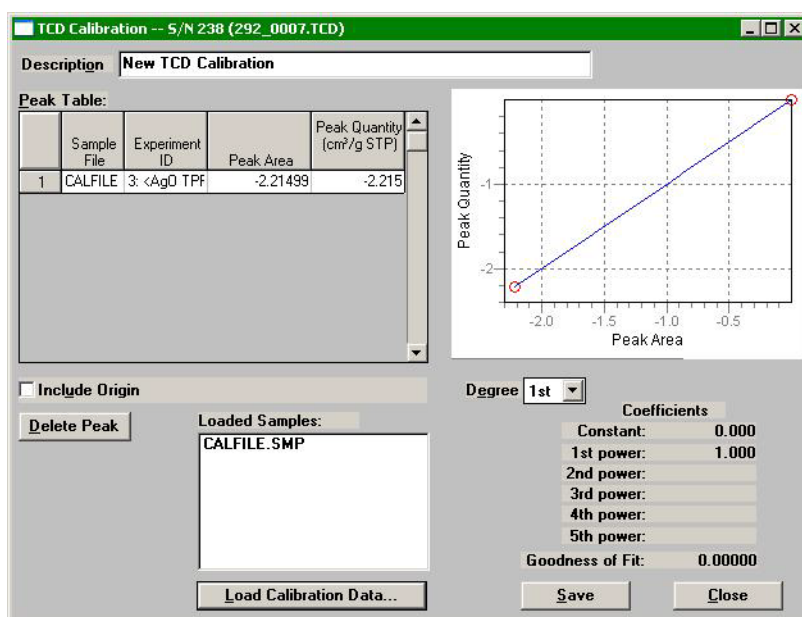 TCD Calibration -- S/N 238 (292_0007.TCD)
Description New TCD Calibration
Peak Table:
Sample File Experiment ID Peak Area Peak Quantity (cm³/g STP)
1 CALFILE 3: <AgO TPF -2.21499 -2.215
Peak Quantity
-1
-2
-2.0 -1.5 -1.0 -0.5
Peak Area
Include Origin
Degree 1st
Delete Peak
Loaded Samples:
CALFILE.SMP
Coefficients
Constant: 0.000
1st power: 1.000
2nd power:
3rd power:
4th power:
5th power:
Goodness of Fit: 0.00000
Load Calibration Data...
Save
Close